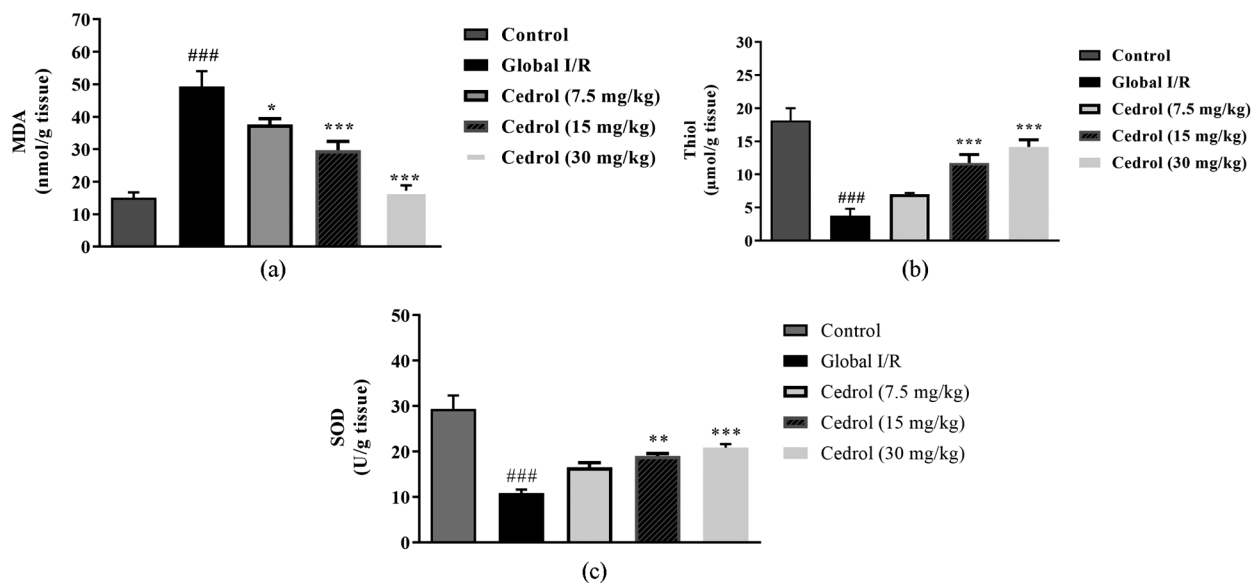 MDA
(nmol/g tissue)
70
60
50
40
30
20
10
0
###
*
***
***
Control
Global I/R
Cedrol (7.5 mg/kg)
Cedrol (15 mg/kg)
Cedrol (30 mg/kg)
(a)
Thiol
(µmol/g tissue)
30
25
20
15
10
5
0
###
***
***
Control
Global I/R
Cedrol (7.5 mg/kg)
Cedrol (15 mg/kg)
Cedrol (30 mg/kg)
(b)
SOD
(U/g tissue)
50
40
30
20
10
0
###
**
***
Control
Global I/R
Cedrol (7.5 mg/kg)
Cedrol (15 mg/kg)
Cedrol (30 mg/kg)
(c)